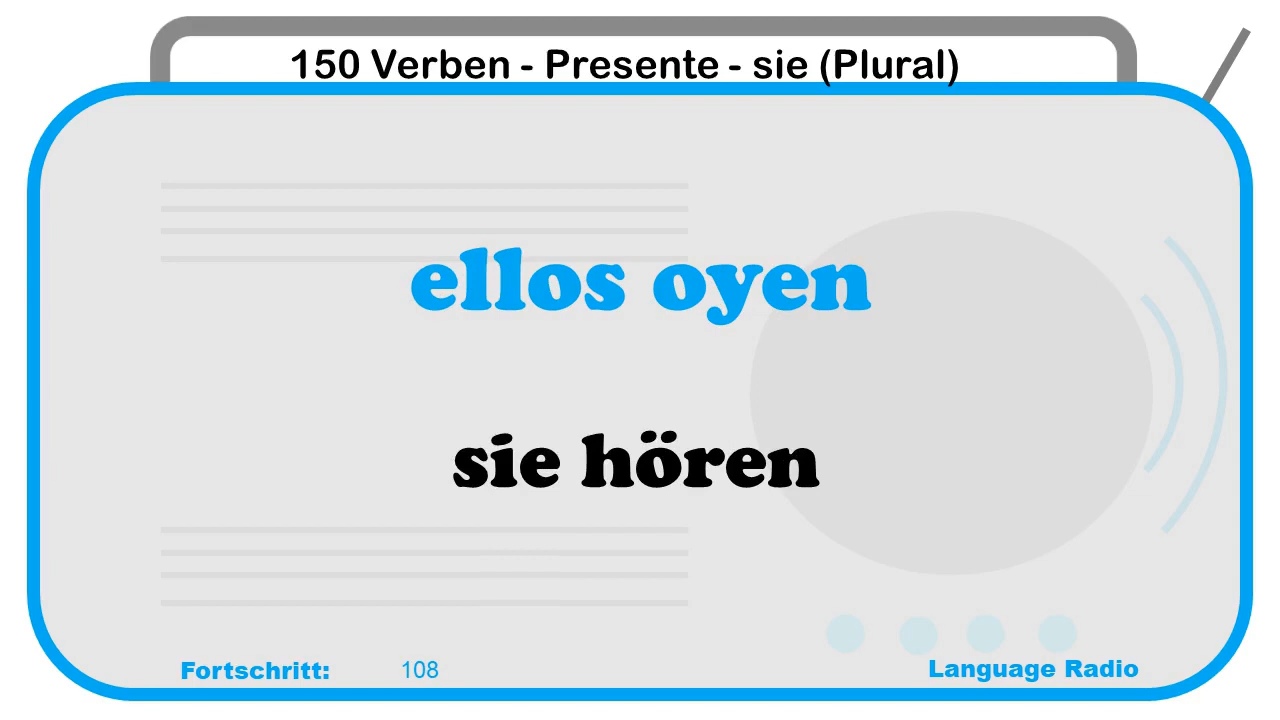 150 Verben - Presente - sie (Plural)
ellos oyen
sie hören
Fortschritt: 108
Language Radio